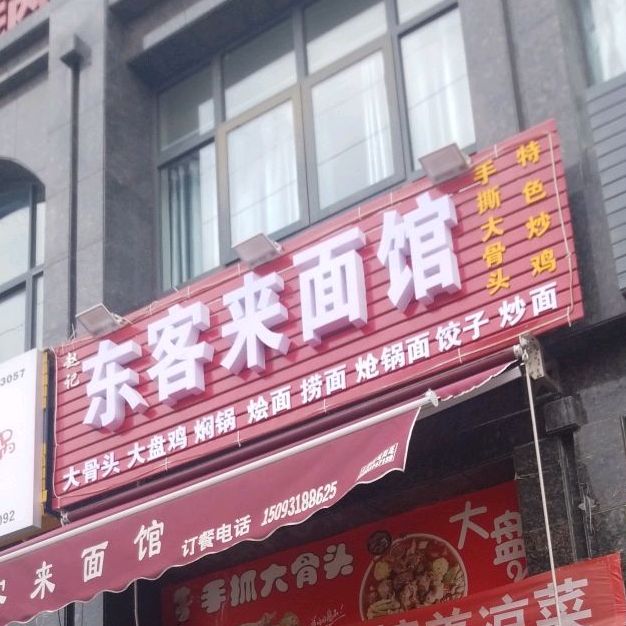 赵记
东客来面馆
手撕大骨头
特色炒鸡
大骨头 大盘鸡 焖锅 烩面 捞面 炝锅面 饺子 炒面
3057
092
来面馆 订餐电话 15093188625
手抓大骨头
大盘
凉菜